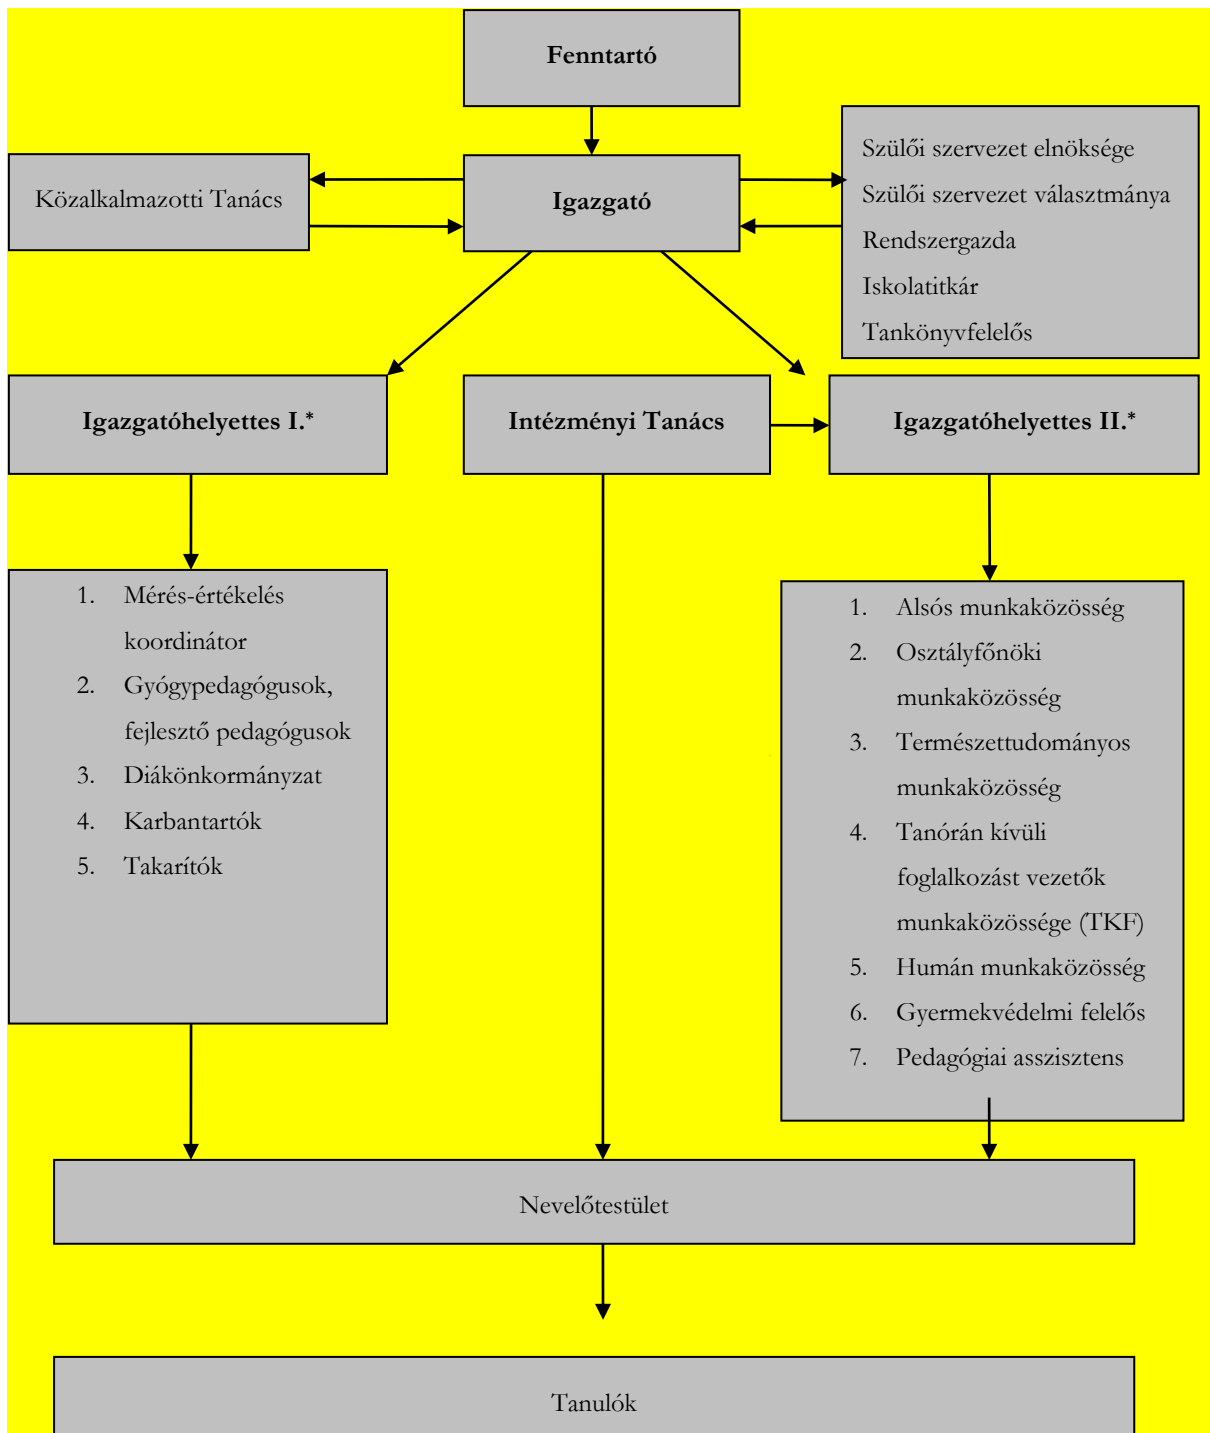 Fenntartó
Szülői szervezet elnöksége
Szülői szervezet választmánya
Rendszergazda
Iskolatitkár
Tankönyvfelelős
Közalkalmazotti Tanács
Igazgató
Igazgatóhelyettes I.*
Intézményi Tanács
Igazgatóhelyettes II.*
1. Mérés-értékelés
koordinátor
2. Gyógypedagógusok,
fejlesztő pedagógusok
3. Diákönkormányzat
4. Karbantartók
5. Takarítók
1. Alsós munkaközösség
2. Osztályfőnöki
munkaközösség
3. Természettudományos
munkaközösség
4. Tanórán kívüli
foglalkozást vezetők
munkaközössége (TKF)
5. Humán munkaközösség
6. Gyermekvédelmi felelős
7. Pedagógiai asszisztens
Nevelőtestület
Tanulók